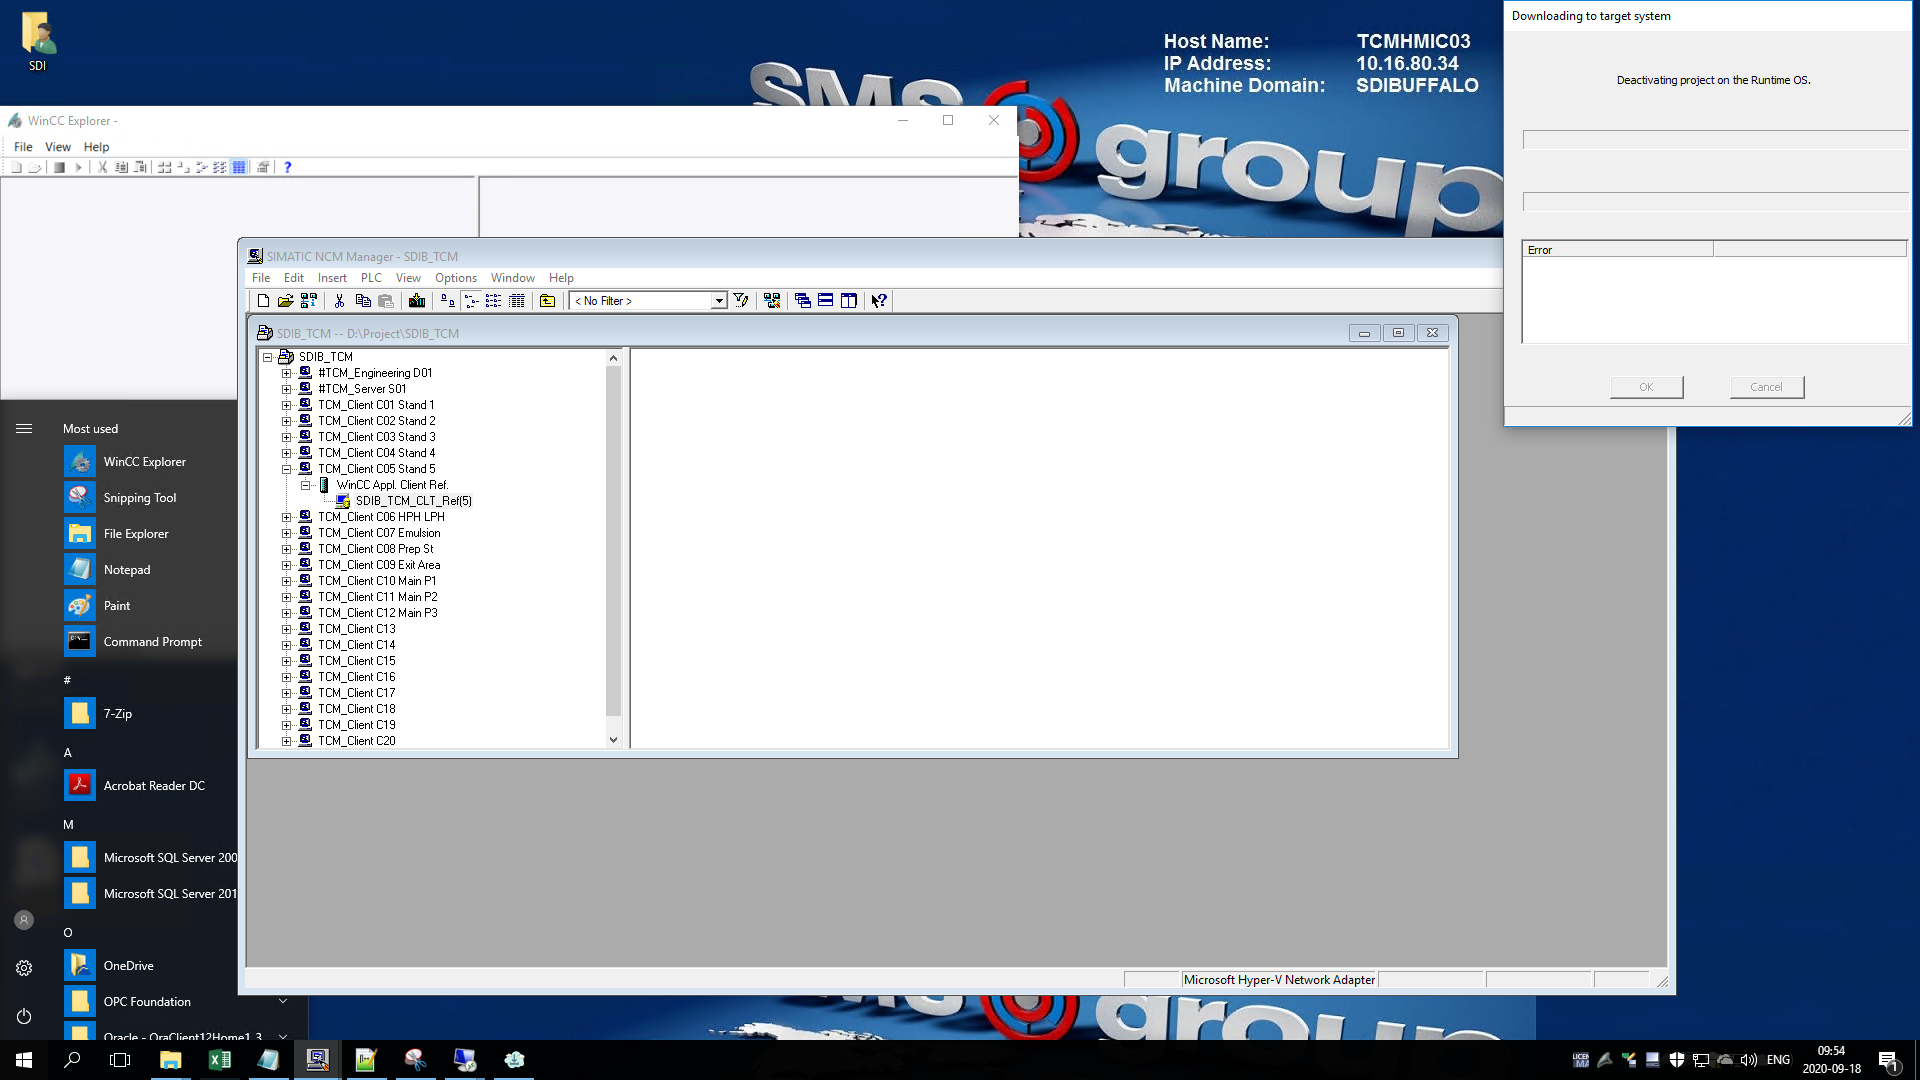 SDI
SMS group
Host Name: TCMHMIC03
IP Address: 10.16.80.34
Machine Domain: SDIBUFFALO
Downloading to target system
Deactivating project on the Runtime OS.
Error
OK Cancel
WinCC Explorer -
File View Help
SIMATIC NCM Manager - SDIB_TCM
File Edit Insert PLC View Options Window Help
< No Filter >
SDIB_TCM -- D:\Project\SDIB_TCM
SDIB_TCM
#TCM_Engineering D01
#TCM_Server S01
TCM_Client C01 Stand 1
TCM_Client C02 Stand 2
TCM_Client C03 Stand 3
TCM_Client C04 Stand 4
TCM_Client C05 Stand 5
WinCC Appl. Client Ref.
SDIB_TCM_CLT_Ref(5)
TCM_Client C06 HPH LPH
TCM_Client C07 Emulsion
TCM_Client C08 Prep St
TCM_Client C09 Exit Area
TCM_Client C10 Main P1
TCM_Client C11 Main P2
TCM_Client C12 Main P3
TCM_Client C13
TCM_Client C14
TCM_Client C15
TCM_Client C16
TCM_Client C17
TCM_Client C18
TCM_Client C19
TCM_Client C20
Microsoft Hyper-V Network Adapter
Most used
WinCC Explorer
Snipping Tool
File Explorer
Notepad
Paint
Command Prompt
#
7-Zip
A
Acrobat Reader DC
M
Microsoft SQL Server 200
Microsoft SQL Server 201
O
OneDrive
OPC Foundation
Oracle - OraClient12Home1_3
group
ENG
09:54
2020-09-18
1